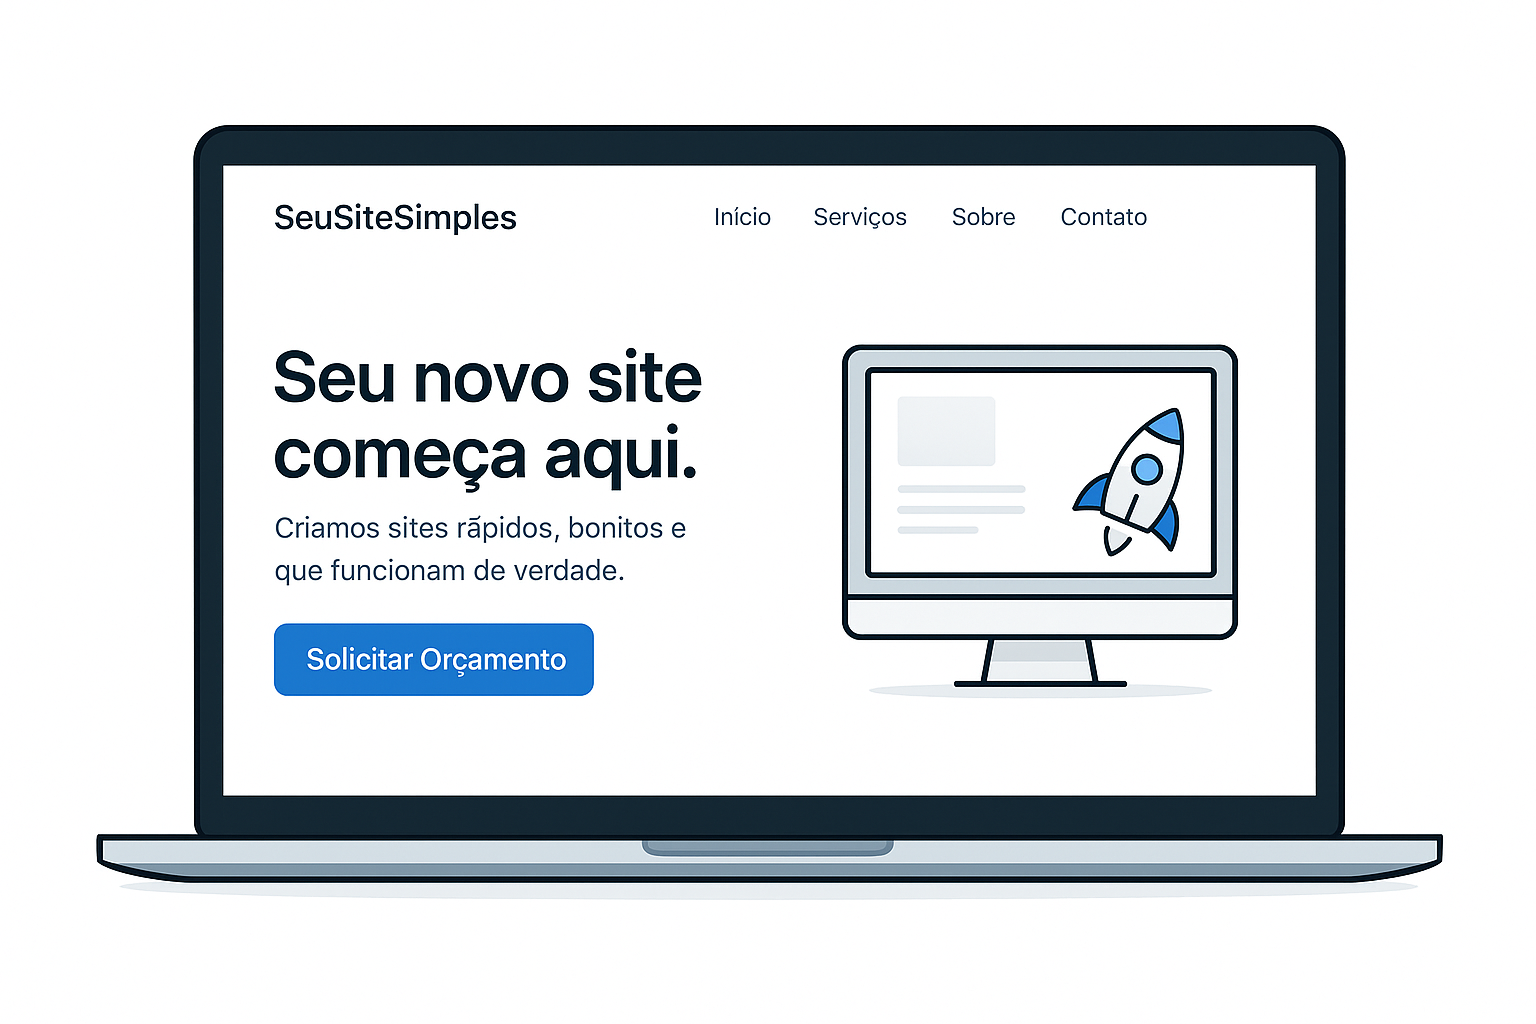 SeuSiteSimples
Início Serviços Sobre Contato
Seu novo site
começa aqui.
Criamos sites rãpidos, bonitos e
que funcionam de verdade.
Solicitar Orçamento